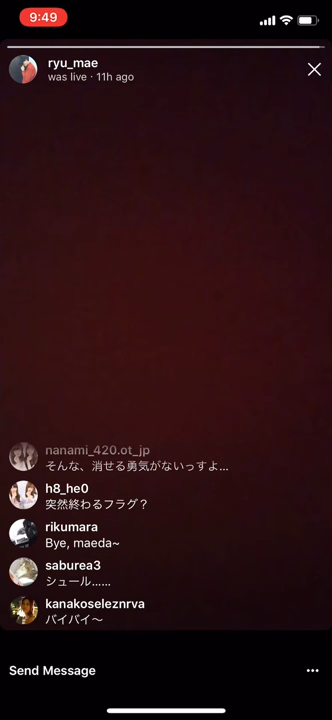 9:49
ryu_mae
was live · 11h ago
nanami_420.ot_jp
そんな、消せる勇気がないっすよ...
h8_he0
突然終わるフラグ？
rikumara
Bye, maeda~
saburea3
シュール......
kanakoseleznrva
バイバイ〜
Send Message